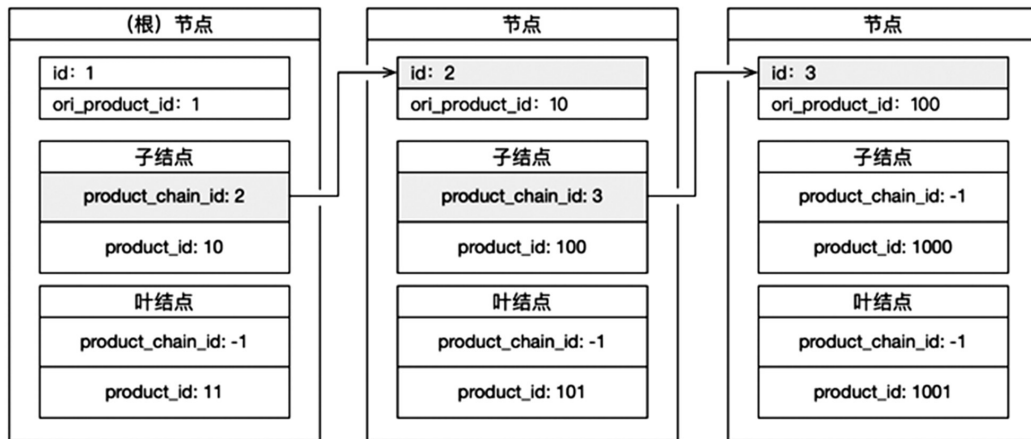 （根）节点
id：1
ori_product_id：1
子结点
product_chain_id: 2
product_id: 10
叶结点
product_chain_id: -1
product_id: 11
节点
id：2
ori_product_id：10
子结点
product_chain_id: 3
product_id: 100
叶结点
product_chain_id: -1
product_id: 101
节点
id：3
ori_product_id：100
子结点
product_chain_id: -1
product_id: 1000
叶结点
product_chain_id: -1
product_id: 1001